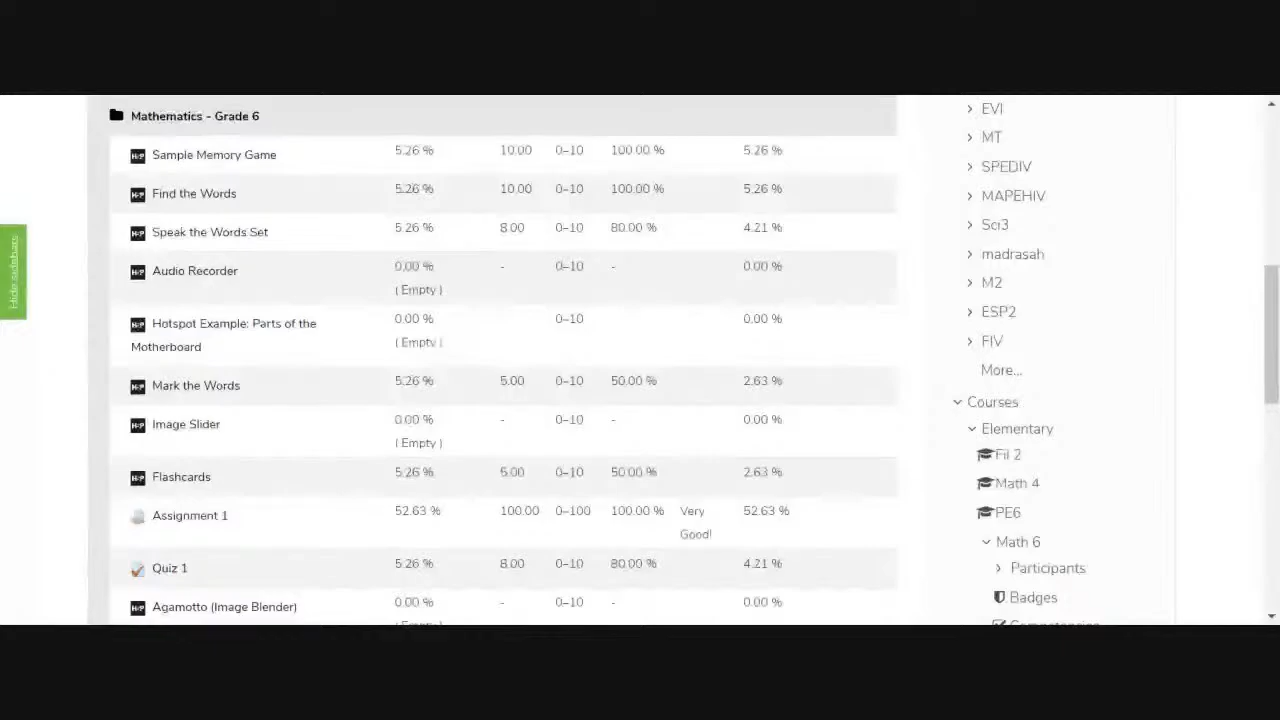 Mathematics - Grade 6
Sample Memory Game 5.26 % 10.00 0–10 100.00 % 5.26 %
Find the Words 5.26 % 10.00 0–10 100.00 % 5.26 %
Speak the Words Set 5.26 % 8.00 0–10 80.00 % 4.21 %
Audio Recorder 0.00 % - 0–10 - 0.00 %
( Empty )
Hotspot Example: Parts of the 0.00 % 0–10 0.00 %
Motherboard ( Empty )
Mark the Words 5.26 % 5.00 0–10 50.00 % 2.63 %
Image Slider 0.00 % - 0–10 - 0.00 %
( Empty )
Flashcards 5.26 % 5.00 0–10 50.00 % 2.63 %
Assignment 1 52.63 % 100.00 0–100 100.00 % Very 52.63 %
Good!
Quiz 1 5.26 % 8.00 0–10 80.00 % 4.21 %
Agamotto (Image Blender) 0.00 % - 0–10 - 0.00 %
( Empty )
Hide sidebars
EVI
MT
SPEDIV
MAPEHIV
Sci3
madrasah
M2
ESP2
FIV
More...
Courses
Elementary
Fil 2
Math 4
PE6
Math 6
Participants
Badges
Competencies